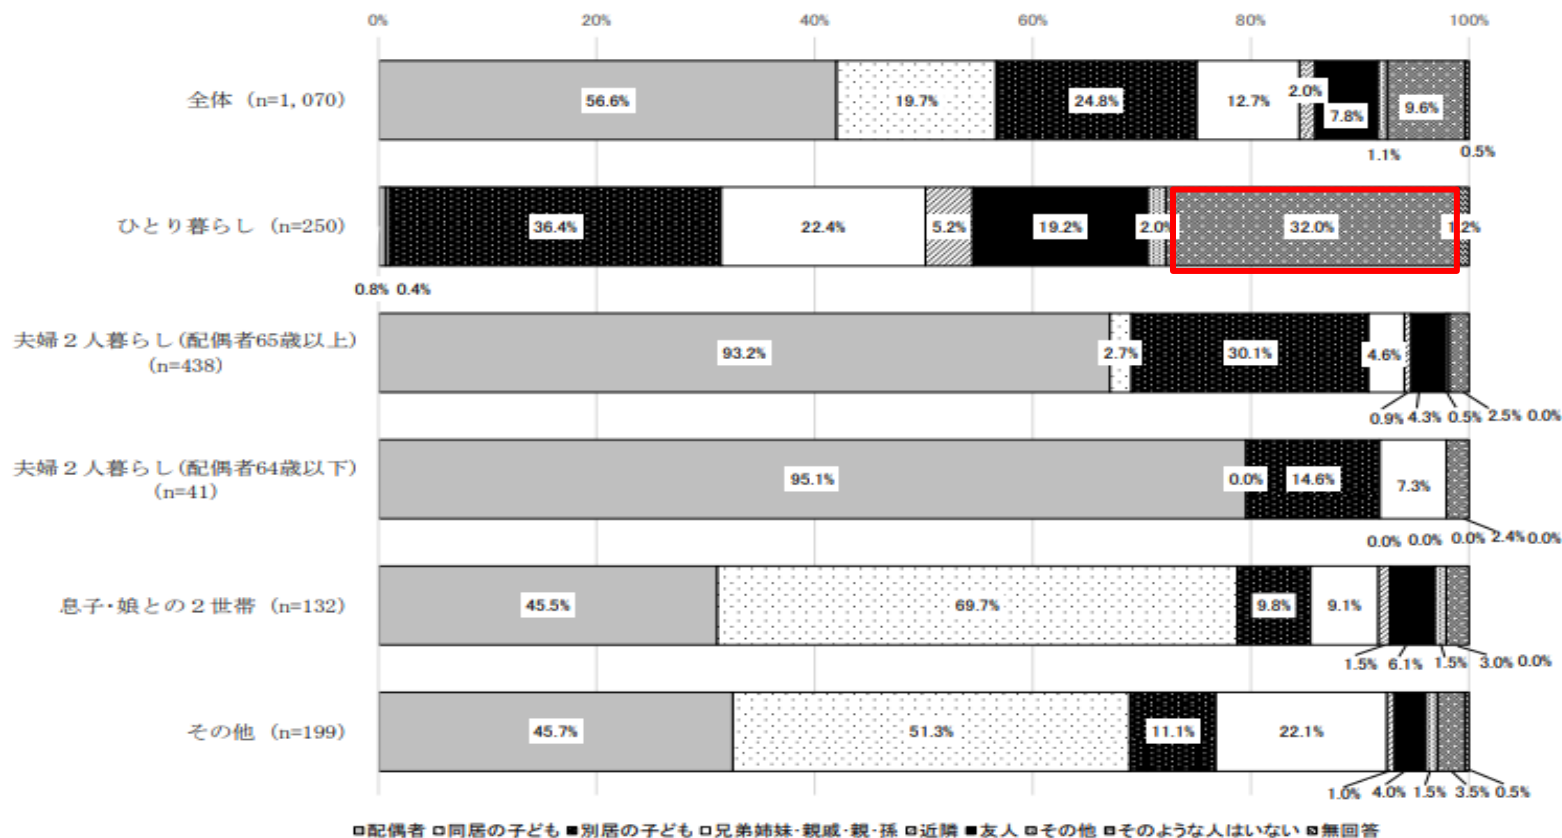 0% 20% 40% 60% 80% 100%
全体 (n=1,070)
56.6% 19.7% 24.8% 12.7% 2.0% 7.8% 9.6%
1.1% 0.5%
ひとり暮らし (n=250)
36.4% 22.4% 5.2% 19.2% 2.0% 32.0% 1.2%
0.8% 0.4%
夫婦2人暮らし(配偶者65歳以上)
(n=438)
93.2% 2.7% 30.1% 4.6%
0.9% 4.3% 0.5% 2.5% 0.0%
夫婦2人暮らし(配偶者64歳以下)
(n=41)
95.1% 0.0% 14.6% 7.3%
0.0% 0.0% 0.0% 2.4% 0.0%
息子・娘との2世帯 (n=132)
45.5% 69.7% 9.8% 9.1%
1.5% 6.1% 1.5% 3.0% 0.0%
その他 (n=199)
45.7% 51.3% 11.1% 22.1%
1.0% 4.0% 1.5% 3.5% 0.5%
配偶者 同居の子ども 別居の子ども 兄弟姉妹・親戚・親・孫 近隣 友人 その他 そのような人はいない 無回答